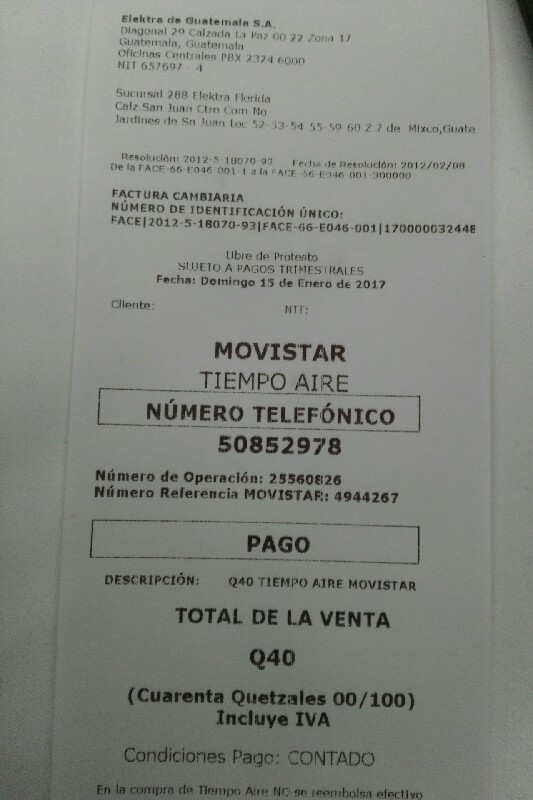 Elektra de Guatemala S.A.
Diagonal 29 Calzada La Paz 00 22 Zona 17
Guatemala, Guatemala
Oficinas Centrales PBX 2324 6000
NIT 657697 - 4
Sucursal 288 Elektra Florida
Calz San Juan Ctro Com No
Jardines de Sn Juan Loc 52-53-54-55-59-60 Z.7 de Mixco,Guate
Resolución: 2012-5-18070-93 Fecha de Resolución: 2012/02/08
De la FACE-66-E046-001-1 a la FACE-66-E046-001-300000
FACTURA CAMBIARIA
NÚMERO DE IDENTIFICACIÓN ÚNICO:
FACE|2012-5-18070-93|FACE-66-E046-001|170000032448
Libre de Protesto
SUJETO A PAGOS TRIMESTRALES
Fecha: Domingo 15 de Enero de 2017
Cliente: NIT:
MOVISTAR
TIEMPO AIRE
NÚMERO TELEFÓNICO
50852978
Número de Operación: 25560826
Número Referencia MOVISTAR: 4944267
PAGO
DESCRIPCIÓN: Q40 TIEMPO AIRE MOVISTAR
TOTAL DE LA VENTA
Q40
(Cuarenta Quetzales 00/100)
Incluye IVA
Condiciones Pago: CONTADO
En la compra de Tiempo Aire NO se reembolsa efectivo